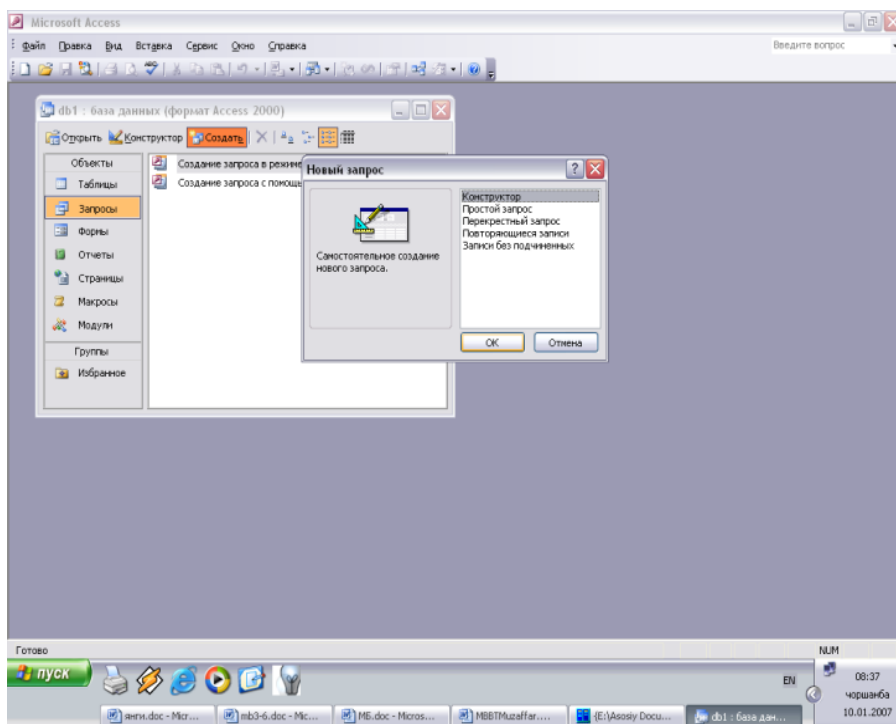 Microsoft Access
Файл Правка Вид Вставка Сервис Окно Справка
Введите вопрос
db1 : база данных (формат Access 2000)
Открыть Конструктор Создать
Объекты
Таблицы
Запросы
Формы
Отчеты
Страницы
Макросы
Модули
Группы
Избранное
Создание запроса в режиме
Создание запроса с помощь
Новый запрос
Самостоятельное создание
нового запроса.
Конструктор
Простой запрос
Перекрестный запрос
Повторяющиеся записи
Записи без подчиненных
ОК Отмена
Готово
NUM
пуск
EN
08:37
чоршанба
10.01.2007
янги.doc - Micr...
mb3-6.doc - Mic...
МБ.doc - Micros...
MBBTMuzaffar....
{E:\Asosiy Docu...
db1 : база дан...